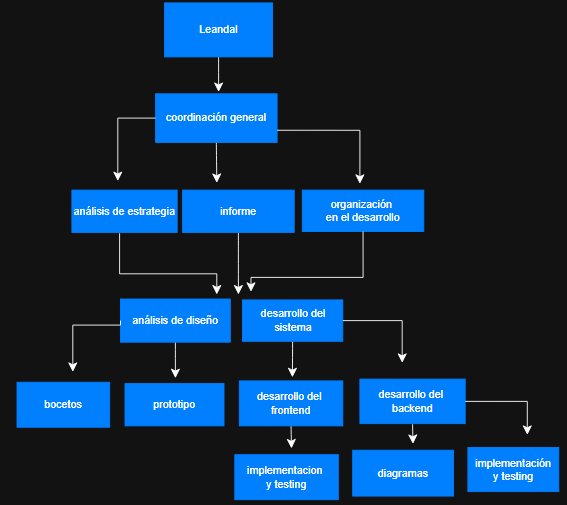 Leandal
coordinación general
análisis de estrategia
informe
organización
en el desarrollo
análisis de diseño
desarrollo del
sistema
bocetos
prototipo
desarrollo del
frontend
desarrollo del
backend
implementacion
y testing
diagramas
implementación
y testing